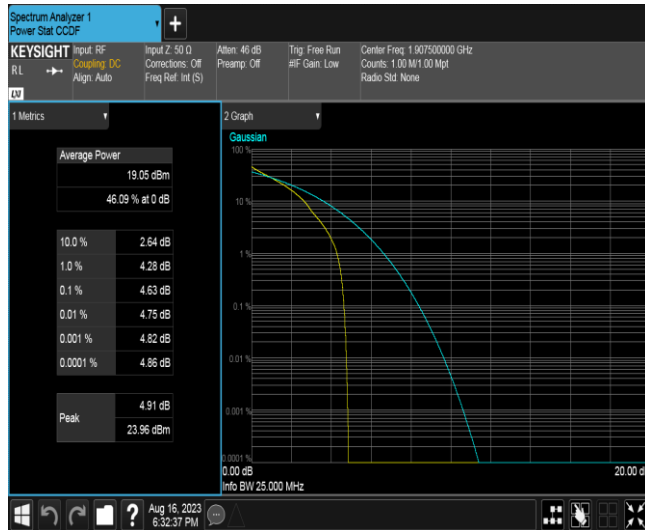 Spectrum Analyzer 1
Power Stat CCDF
+
KEYSIGHT
RL
LXI
Input: RF
Coupling: DC
Align: Auto
Input Z: 50 Ω
Corrections: Off
Freq Ref: Int (S)
Atten: 46 dB
Preamp: Off
Trig: Free Run
#IF Gain: Low
Center Freq: 1.907500000 GHz
Counts: 1.00 M/1.00 Mpt
Radio Std: None
1 Metrics
Average Power
19.05 dBm
46.09 % at 0 dB
10.0 % 2.64 dB
1.0 % 4.28 dB
0.1 % 4.63 dB
0.01 % 4.75 dB
0.001 % 4.82 dB
0.0001 % 4.86 dB
Peak
4.91 dB
23.96 dBm
2 Graph
Gaussian
100 %
10 %
1 %
0.1 %
0.01 %
0.001 %
0.0001 %
0.00 dB 20.00 d
Info BW 25.000 MHz
?
Aug 16, 2023
6:32:37 PM